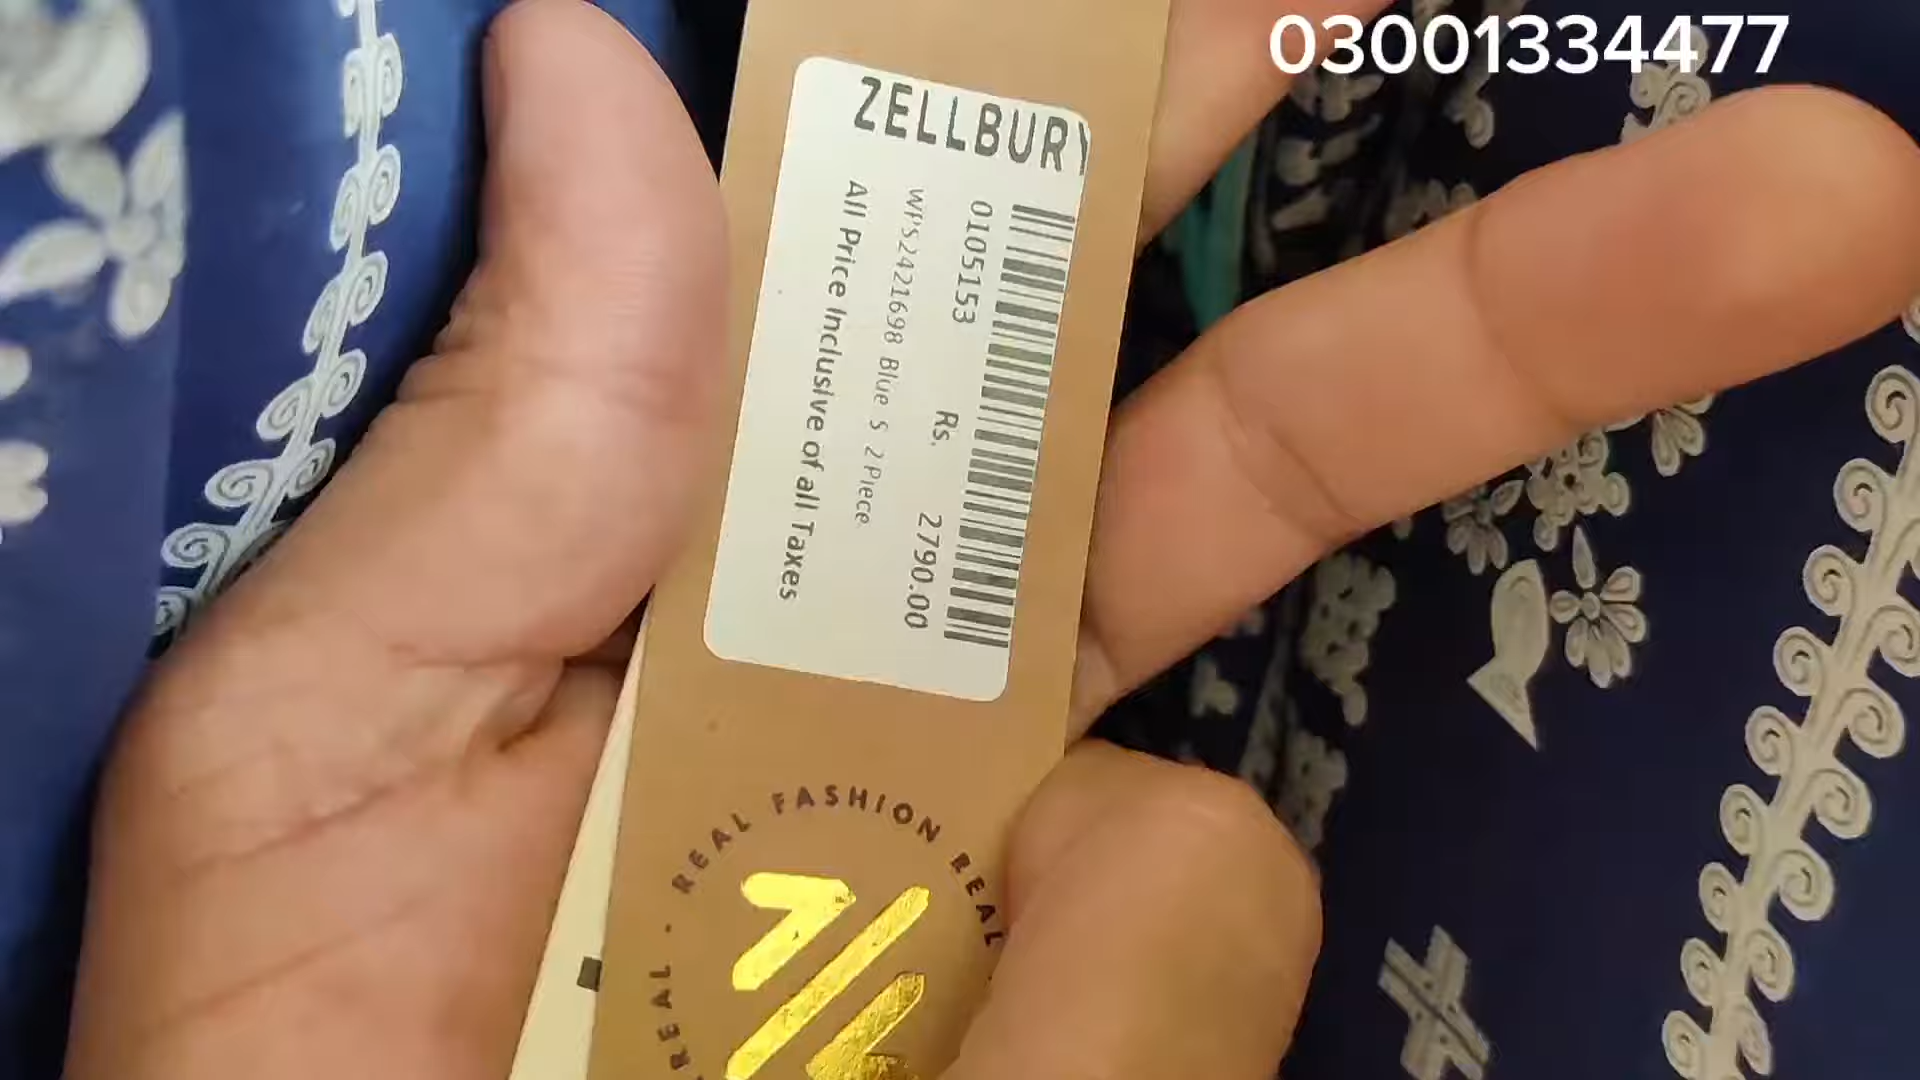 03001334477
ZELLBURY
0105153 Rs. 2790.00
WPS2421698 Blue S 2 Piece
All Price Inclusive of all Taxes
REAL FASHION REAL
REAL